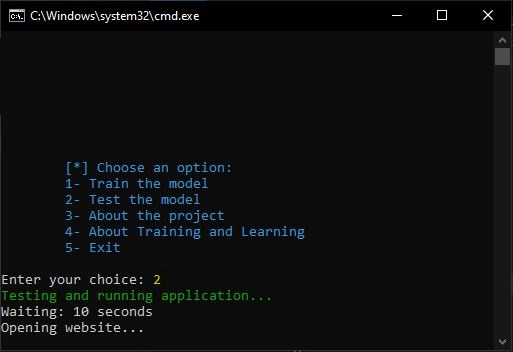 C:\Windows\system32\cmd.exe
[*] Choose an option:
1- Train the model
2- Test the model
3- About the project
4- About Training and Learning
5- Exit
Enter your choice: 2
Testing and running application...
Waiting: 10 seconds
Opening website...